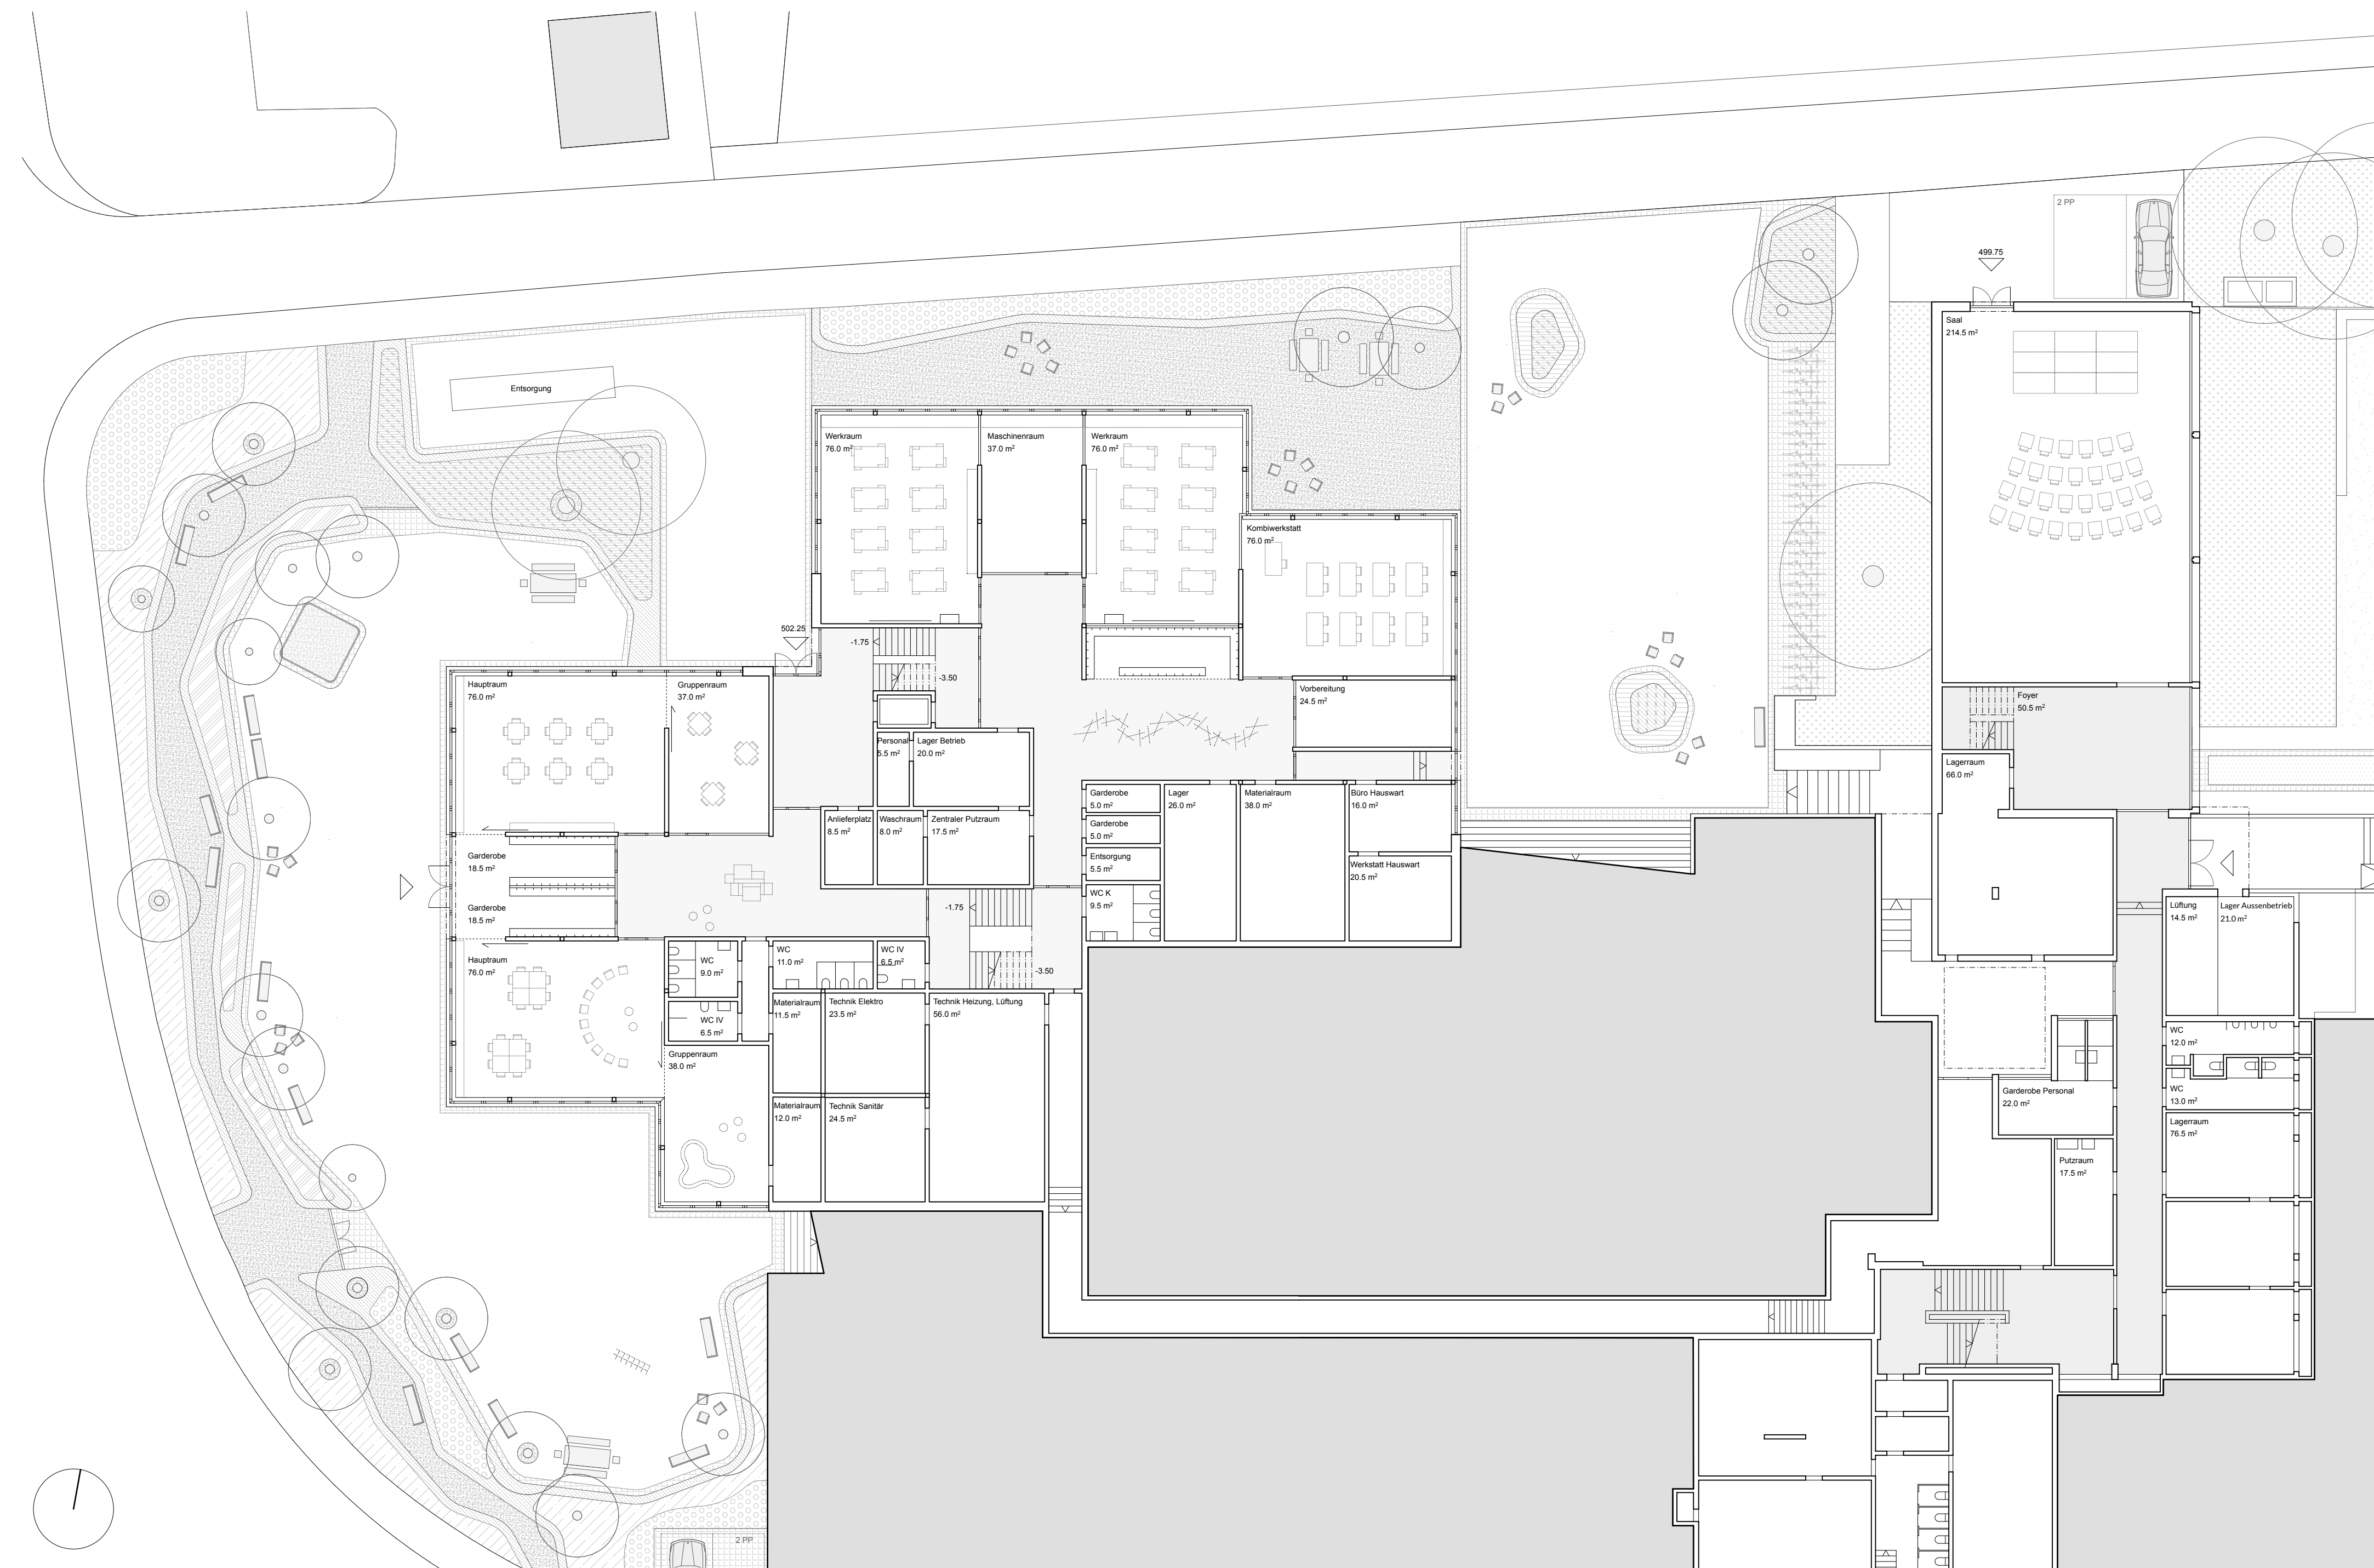 2 PP
499.75
Saal
214.5 m²
Entsorgung
Werkraum
76.0 m²
Maschinenraum
37.0 m²
Werkraum
76.0 m²
Kombiwerkstatt
76.0 m²
502.25
-1.75
-3.50
Hauptraum
76.0 m²
Gruppenraum
37.0 m²
Vorbereitung
24.5 m²
Foyer
50.5 m²
Personal
5.5 m²
Lager Betrieb
20.0 m²
Lagerraum
66.0 m²
Garderobe
5.0 m²
Lager
26.0 m²
Materialraum
38.0 m²
Büro Hauswart
16.0 m²
Anlieferplatz
8.5 m²
Waschraum
8.0 m²
Zentraler Putzraum
17.5 m²
Garderobe
5.0 m²
Garderobe
18.5 m²
Entsorgung
5.5 m²
Werkstatt Hauswart
20.5 m²
WC K
9.5 m²
Garderobe
18.5 m²
-1.75
Lüftung
14.5 m²
Lager Aussenbetrieb
21.0 m²
Hauptraum
76.0 m²
WC
9.0 m²
WC
11.0 m²
WC IV
6.5 m²
-3.50
Materialraum
11.5 m²
Technik Elektro
23.5 m²
Technik Heizung, Lüftung
56.0 m²
WC IV
6.5 m²
WC
12.0 m²
Gruppenraum
38.0 m²
Garderobe Personal
22.0 m²
WC
13.0 m²
Materialraum
12.0 m²
Technik Sanitär
24.5 m²
Lagerraum
76.5 m²
Putzraum
17.5 m²
2 PP